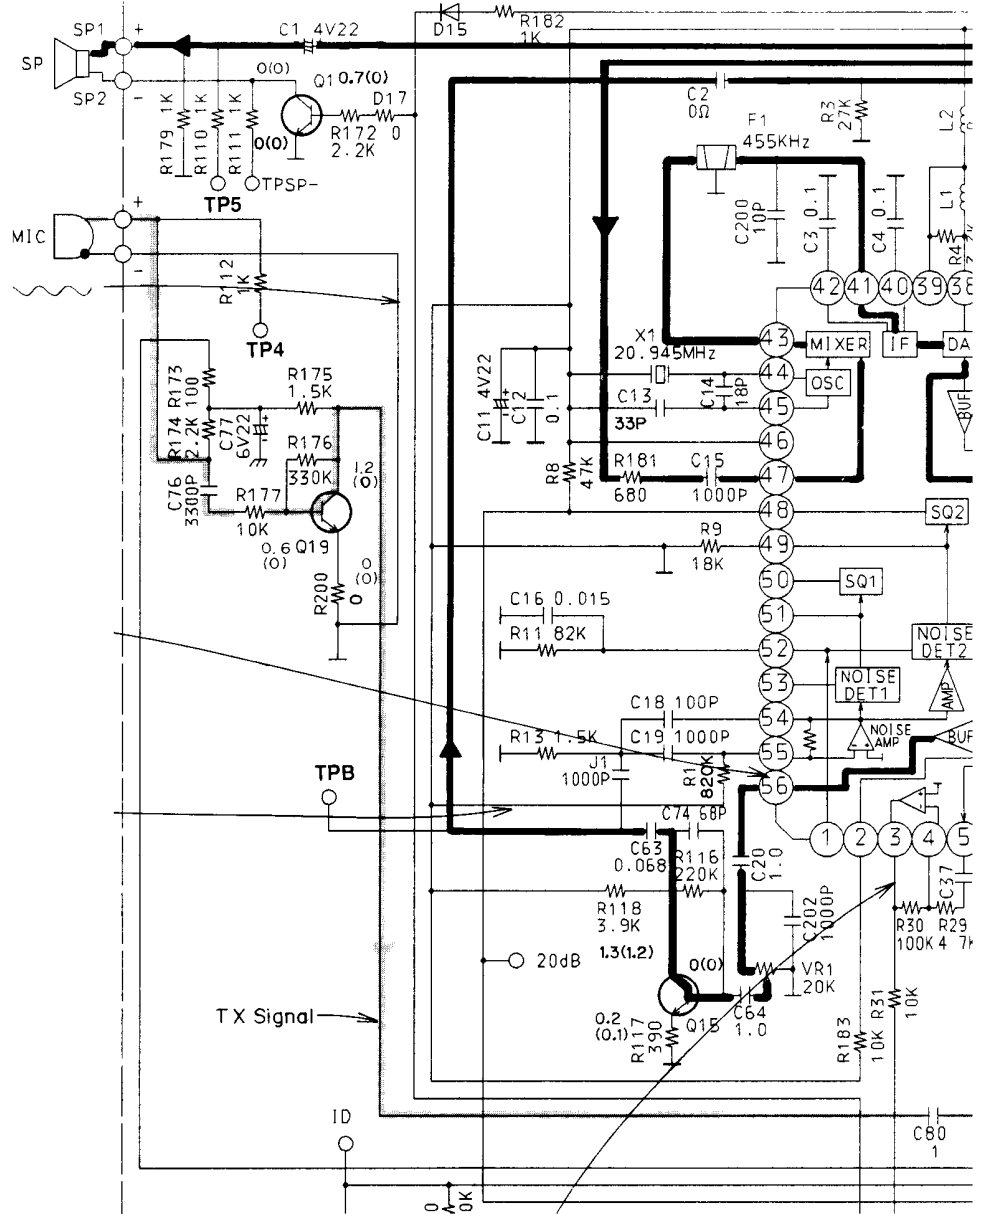 SP1
+
SP
SP2
-
C1 4V22
D15
R182
1K
0(0)
Q1
0.7(0)
0(0)
D17
0
R172
2.2K
R179 1K
R110 1K
R111 1K
TP5
TPSP-
C2
0Ω
R3
27K
F1
455KHz
L2
L1
C200
10P
C3 0.1
C4 0.1
R4
MIC
+
-
R112
1K
TP4
42
41
40
39
38
43
MIXER
IF
DA
X1
20.945MHz
44
OSC
C13
33P
C14
18P
45
BUF
C11 4V22
C12
0.1
46
R173
100
R175
1.5K
R174
2.2K
C77
6V22
R176
330K
1.2
(0)
C76
3300P
R177
10K
0.6
(0)
Q19
0
(0)
R200
0
R8
47K
R181
680
C15
1000P
47
48
SQ2
R9
18K
49
50
SQ1
51
C16 0.015
R11 82K
52
NOISE
DET2
53
NOISE
DET1
AMP
C18 100P
54
NOISE
AMP
BUF
R13 1.5K
C19 1000P
55
J1
1000P
R1
820K
56
TPB
C74 68P
C63
0.068
R116
220K
C20
1.0
1
2
3
4
5
C37
R118
3.9K
C202
1000P
R30
100K
R29
4 7K
1.3(1.2)
0(0)
20dB
VR1
20K
Q15
C64
1.0
0.2
(0.1)
R117
390
R31
10K
R183
10K
TX Signal
ID
C80
1
0
0K